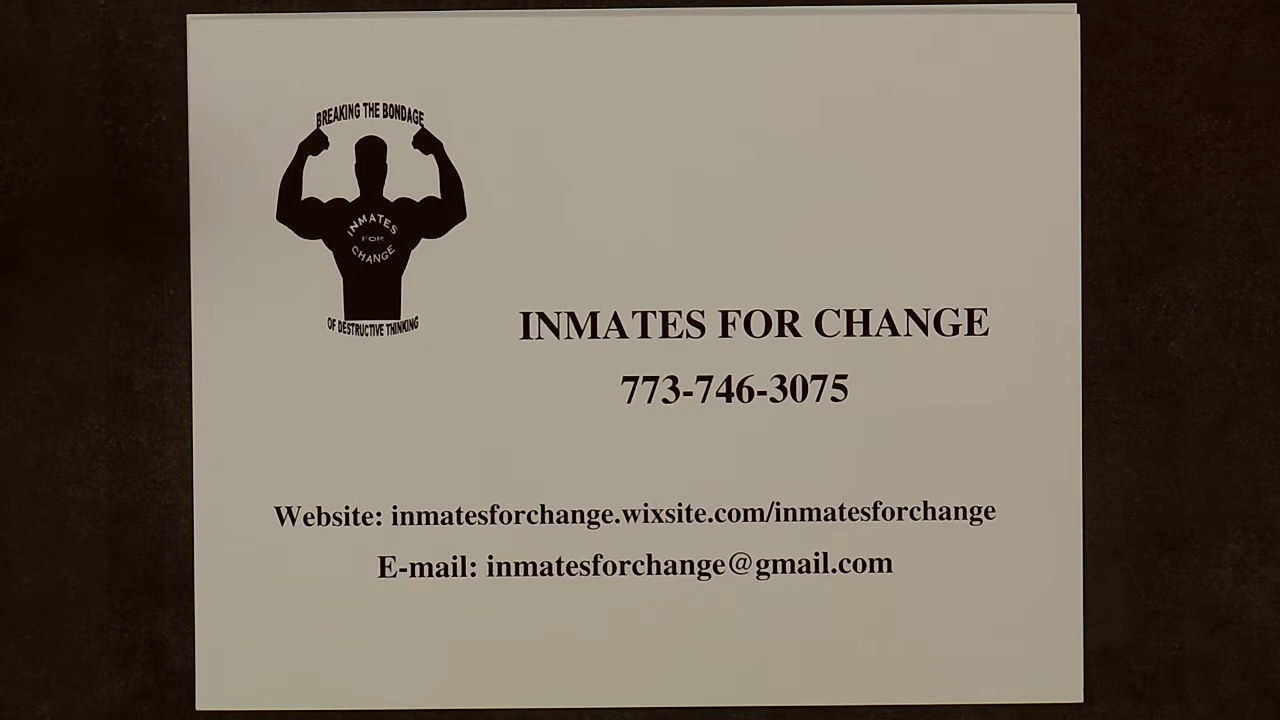 BREAKING THE BONDAGE
INMATES
FOR
CHANGE
OF DESTRUCTIVE THINKING
INMATES FOR CHANGE
773-746-3075
Website: inmatesforchange.wixsite.com/inmatesforchange
E-mail: inmatesforchange@gmail.com